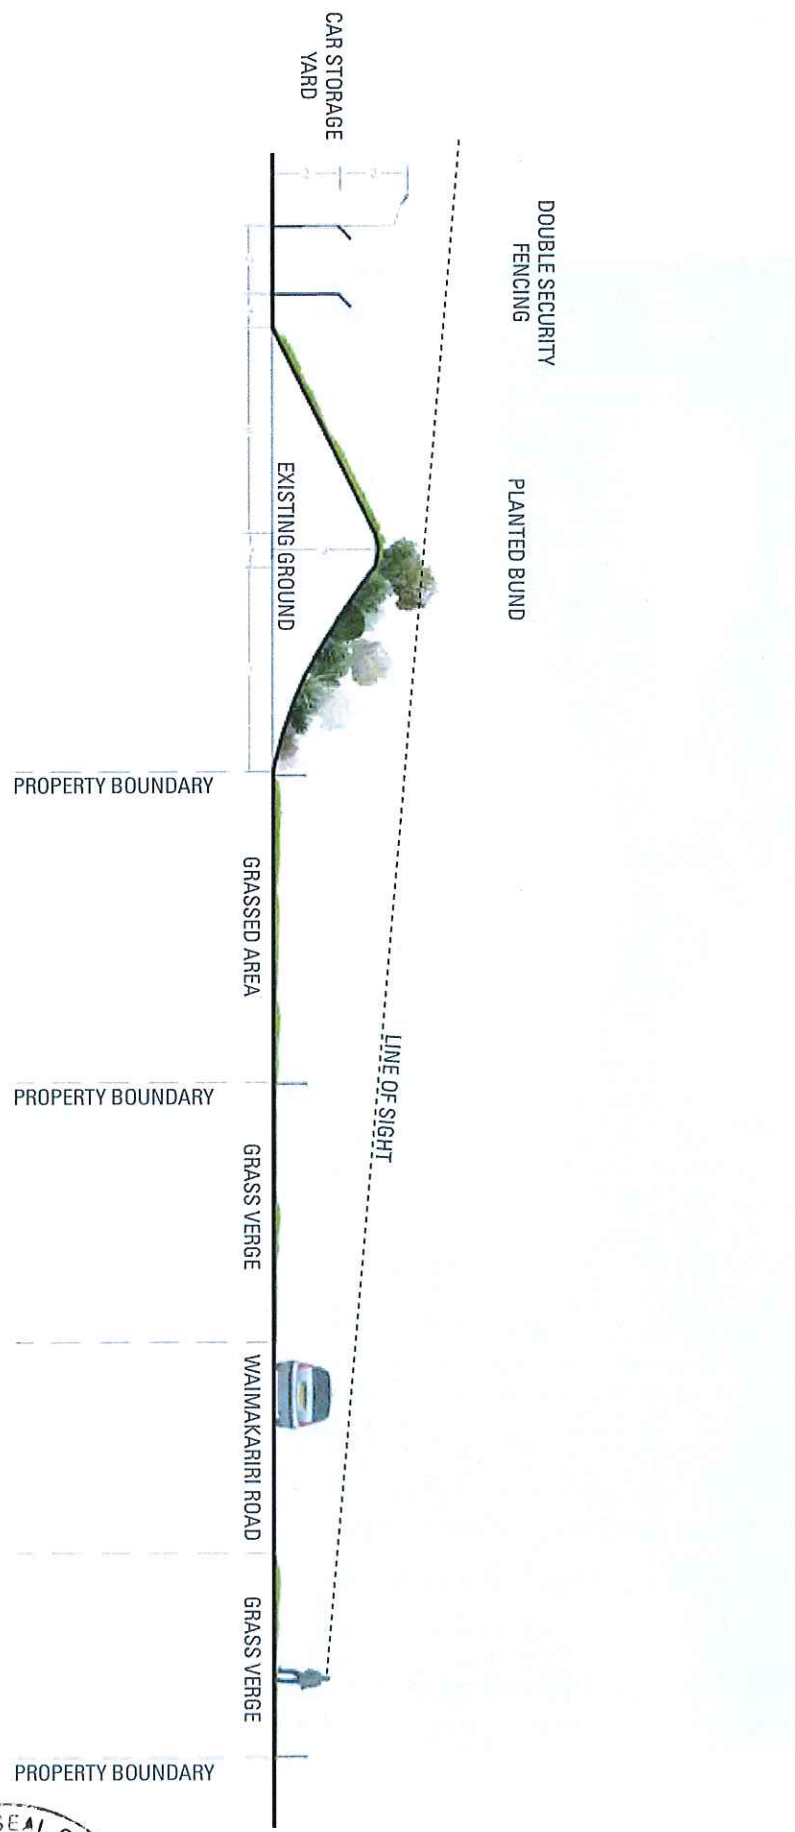 CAR STORAGE
YARD
DOUBLE SECURITY
FENCING
PLANTED BUND
EXISTING GROUND
LINE OF SIGHT
PROPERTY BOUNDARY
GRASSED AREA
PROPERTY BOUNDARY
GRASS VERGE
WAIMAKARIRI ROAD
GRASS VERGE
PROPERTY BOUNDARY
SEAL